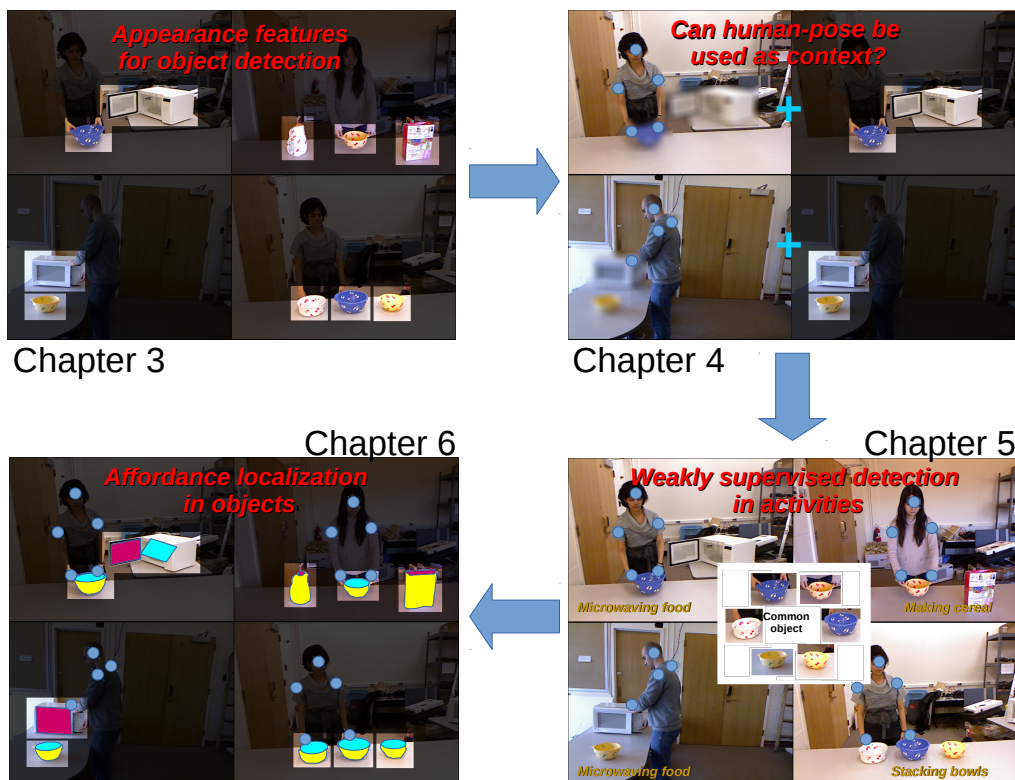 Appearance features
for object detection
Chapter 3
Can human-pose be
used as context?
+
+
Chapter 4
Chapter 5
Weakly supervised detection
in activities
Microwaving food
Making cereal
Common
object
Microwaving food
Stacking bowls
Chapter 6
Affordance localization
in objects